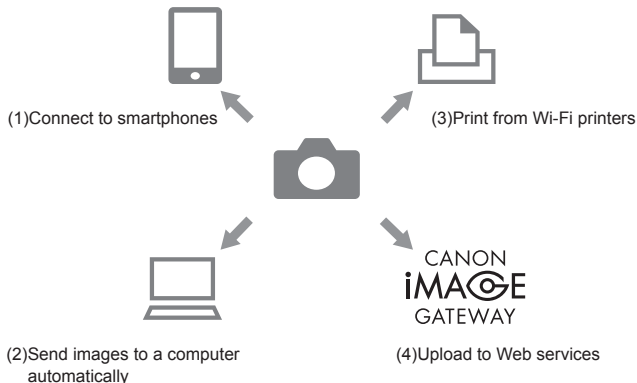 (1)Connect to smartphones
(3)Print from Wi-Fi printers
CANON
iMAGE
GATEWAY
(2)Send images to a computer
automatically
(4)Upload to Web services